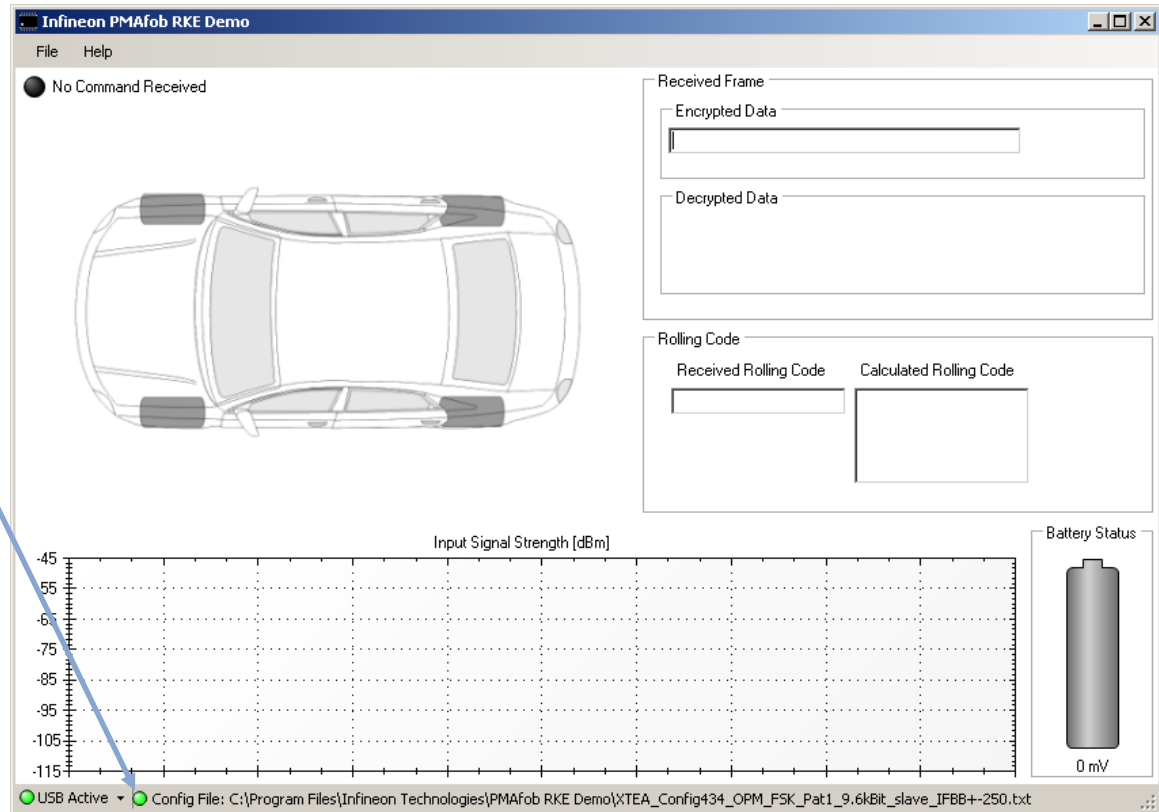 Infineon PMAfob RKE Demo
File Help
No Command Received
Received Frame
Encrypted Data
Decrypted Data
Rolling Code
Received Rolling Code Calculated Rolling Code
Input Signal Strength [dBm]
-45
-55
-65
-75
-85
-95
-105
-115
Battery Status
0 mV
USB Active
Config File: C:\Program Files\Infineon Technologies\PMAfob RKE Demo\XTEA_Config434_OPM_FSK_Pat1_9.6kBit_slave_IFBB+-250.txt